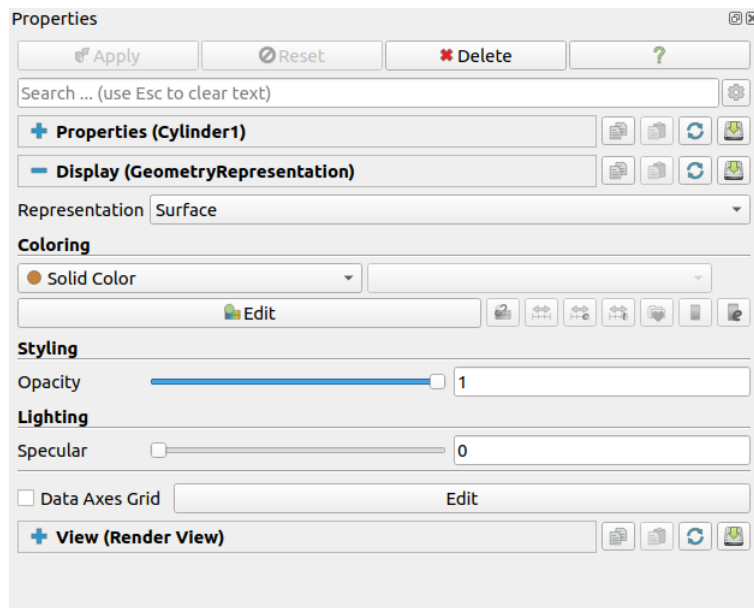 Properties
Apply Reset Delete ?
Search ... (use Esc to clear text)
Properties (Cylinder1)
Display (GeometryRepresentation)
Representation Surface
Coloring
Solid Color
Edit
Styling
Opacity 1
Lighting
Specular 0
Data Axes Grid Edit
View (Render View)